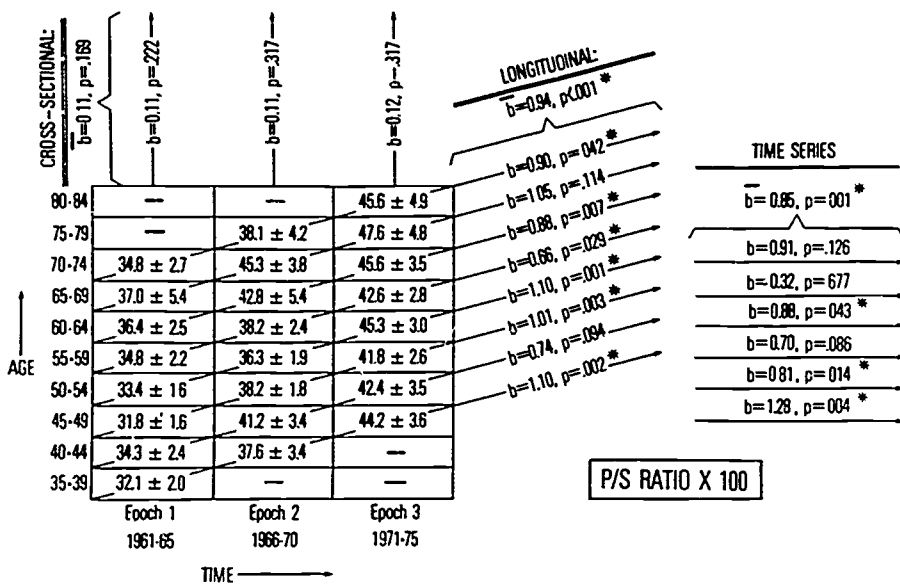 CROSS-SECTIONAL:
b=0.11, p=.169
b=0.11, p=.222
b=0.11, p=.317
b=0.12, p-.317
LONGITUOINAL:
b=0.94, p<.001 *
b=0.90, p=.042 *
b=1.05, p=.114
b=0.88, p=.007 *
b=0.66, p=.029 *
b=1.10, p=.001 *
b=1.01, p=.003 *
b=0.74, p=.094
b=1.10, p=.002 *
TIME SERIES
b=0.85, p=001 *
b=0.91, p=.126
b=0.32, p=677
b=0.88, p=043 *
b=0.70, p=.086
b=0 81, p=014 *
b=1.28, p=004 *
AGE
80-84 — — 45.6 ± 4.9
75-79 — 38.1 ± 4.2 47.6 ± 4.8
70-74 34.8 ± 2.7 45.3 ± 3.8 45.6 ± 3.5
65-69 37.0 ± 5.4 42.8 ± 5.4 42.6 ± 2.8
60-64 36.4 ± 2.5 38.2 ± 2.4 45.3 ± 3.0
55-59 34.8 ± 2.2 36.3 ± 1.9 41.8 ± 2.6
50-54 33.4 ± 1 6 38.2 ± 1.8 42.4 ± 3.5
45-49 31.8 ± 1.6 41.2 ± 3.4 44.2 ± 3.6
40-44 34.3 ± 2.4 37.6 ± 3.4 —
35-39 32.1 ± 2.0 — —
Epoch 1 Epoch 2 Epoch 3
1961-65 1966-70 1971-75
TIME
P/S RATIO X 100